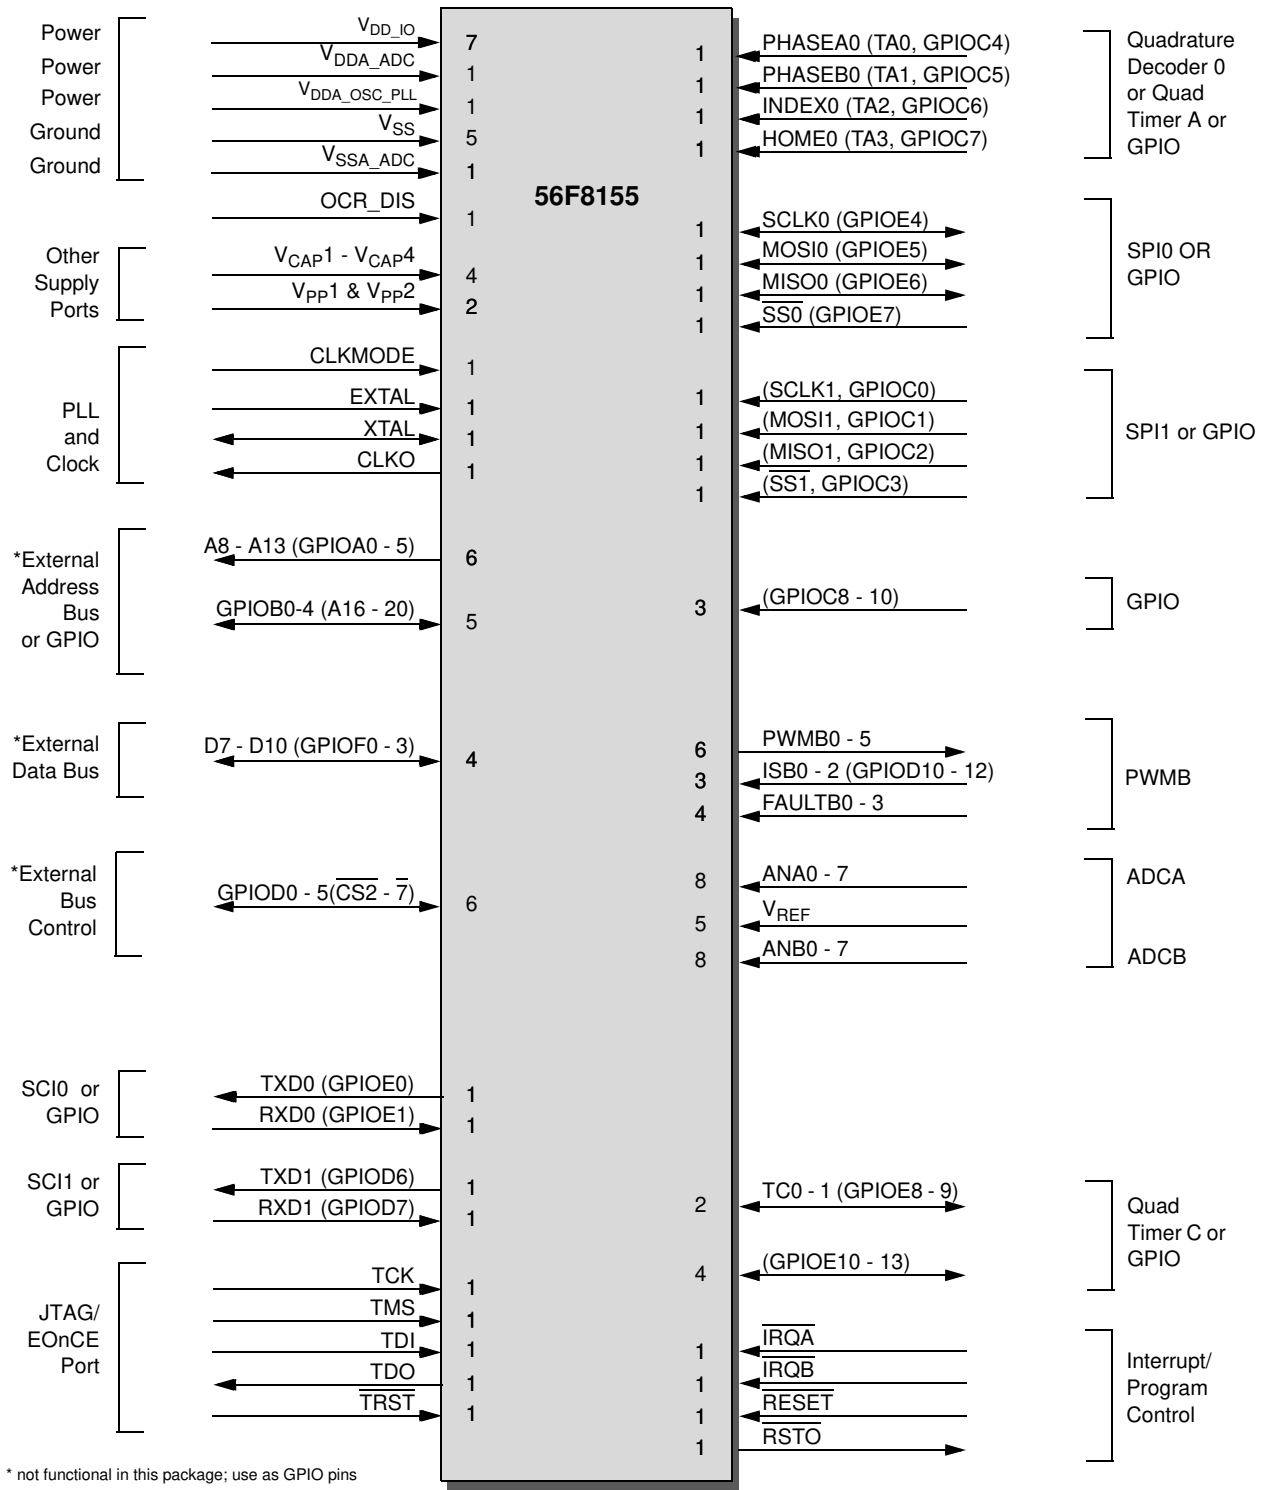 56F8155
Power
V_DD_IO
7
Power
V_DDA_ADC
1
Power
V_DDA_OSC_PLL
1
Ground
V_SS
5
Ground
V_SSA_ADC
1
OCR_DIS
1
Other
Supply
Ports
V_CAP1 - V_CAP4
4
V_PP1 & V_PP2
2
PLL
and
Clock
CLKMODE
1
EXTAL
1
XTAL
1
CLKO
1
*External
Address
Bus
or GPIO
A8 - A13 (GPIOA0 - 5)
6
GPIOB0-4 (A16 - 20)
5
*External
Data Bus
D7 - D10 (GPIOF0 - 3)
4
*External
Bus
Control
GPIOD0 - 5(C̅S̅2̅ - 7̅)
6
SCI0 or
GPIO
TXD0 (GPIOE0)
1
RXD0 (GPIOE1)
1
SCI1 or
GPIO
TXD1 (GPIOD6)
1
RXD1 (GPIOD7)
1
JTAG/
EOnCE
Port
TCK
1
TMS
1
TDI
1
TDO
1
T̅R̅S̅T̅
1
1
PHASEA0 (TA0, GPIOC4)
1
PHASEB0 (TA1, GPIOC5)
1
INDEX0 (TA2, GPIOC6)
1
HOME0 (TA3, GPIOC7)
Quadrature
Decoder 0
or Quad
Timer A or
GPIO
1
SCLK0 (GPIOE4)
1
MOSI0 (GPIOE5)
1
MISO0 (GPIOE6)
1
S̅S̅0̅ (GPIOE7)
SPI0 OR
GPIO
1
(SCLK1, GPIOC0)
1
(MOSI1, GPIOC1)
1
(MISO1, GPIOC2)
1
(S̅S̅1̅, GPIOC3)
SPI1 or GPIO
3
(GPIOC8 - 10)
GPIO
6
PWMB0 - 5
3
ISB0 - 2 (GPIOD10 - 12)
4
FAULTB0 - 3
PWMB
8
ANA0 - 7
ADCA
5
V_REF
8
ANB0 - 7
ADCB
2
TC0 - 1 (GPIOE8 - 9)
4
(GPIOE10 - 13)
Quad
Timer C or
GPIO
1
I̅R̅Q̅A̅
1
I̅R̅Q̅B̅
1
R̅E̅S̅E̅T̅
1
R̅S̅T̅O̅
Interrupt/
Program
Control
* not functional in this package; use as GPIO pins